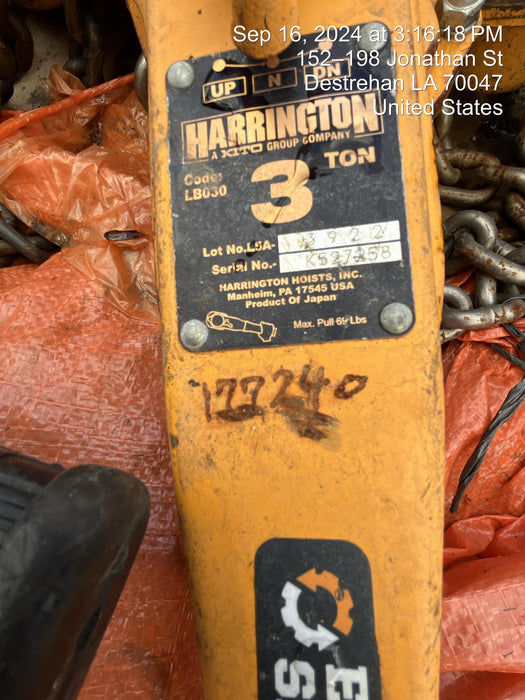 Sep 16, 2024 at 3:16:18 PM
152–198 Jonathan St
Destrehan LA 70047
United States
UP N DN
HARRINGTON
A KITO GROUP COMPANY
Code:
LB030
3 TON
Lot No.L5A- 3922
Serial No.-
HARRINGTON HOISTS, INC.
Manheim, PA 17545 USA
Product Of Japan
Max. Pull 69 Lbs
177240
E
S